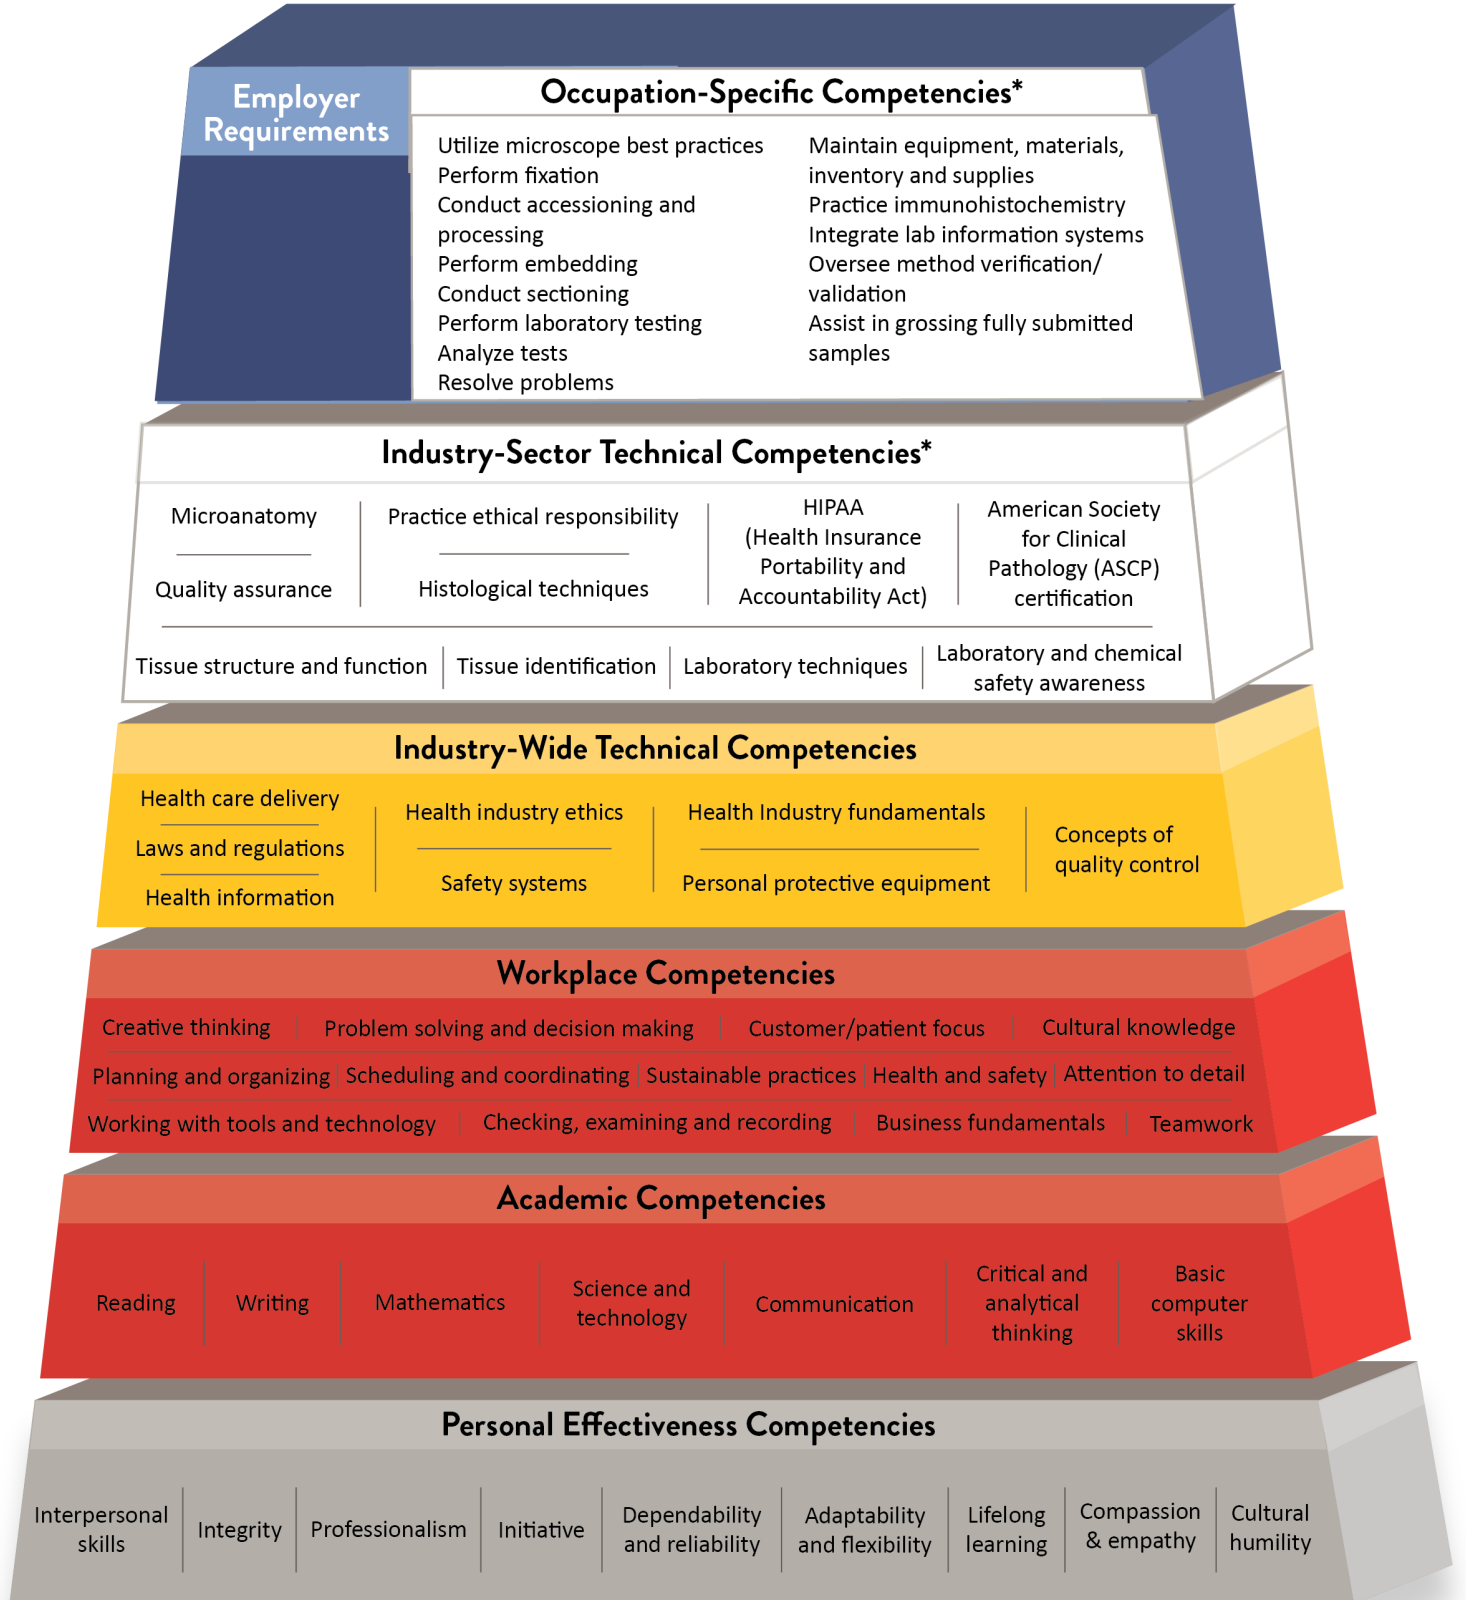 Employer
Requirements
Occupation-Specific Competencies*
Utilize microscope best practices
Perform fixation
Conduct accessioning and
processing
Perform embedding
Conduct sectioning
Perform laboratory testing
Analyze tests
Resolve problems
Maintain equipment, materials,
inventory and supplies
Practice immunohistochemistry
Integrate lab information systems
Oversee method verification/
validation
Assist in grossing fully submitted
samples
Industry-Sector Technical Competencies*
Microanatomy
Quality assurance
Practice ethical responsibility
Histological techniques
HIPAA
(Health Insurance
Portability and
Accountability Act)
American Society
for Clinical
Pathology (ASCP)
certification
Tissue structure and function
Tissue identification
Laboratory techniques
Laboratory and chemical
safety awareness
Industry-Wide Technical Competencies
Health care delivery
Laws and regulations
Health information
Health industry ethics
Safety systems
Health Industry fundamentals
Personal protective equipment
Concepts of
quality control
Workplace Competencies
Creative thinking
Problem solving and decision making
Customer/patient focus
Cultural knowledge
Planning and organizing
Scheduling and coordinating
Sustainable practices
Health and safety
Attention to detail
Working with tools and technology
Checking, examining and recording
Business fundamentals
Teamwork
Academic Competencies
Reading
Writing
Mathematics
Science and
technology
Communication
Critical and
analytical
thinking
Basic
computer
skills
Personal Effectiveness Competencies
Interpersonal
skills
Integrity
Professionalism
Initiative
Dependability
and reliability
Adaptability
and flexibility
Lifelong
learning
Compassion
& empathy
Cultural
humility